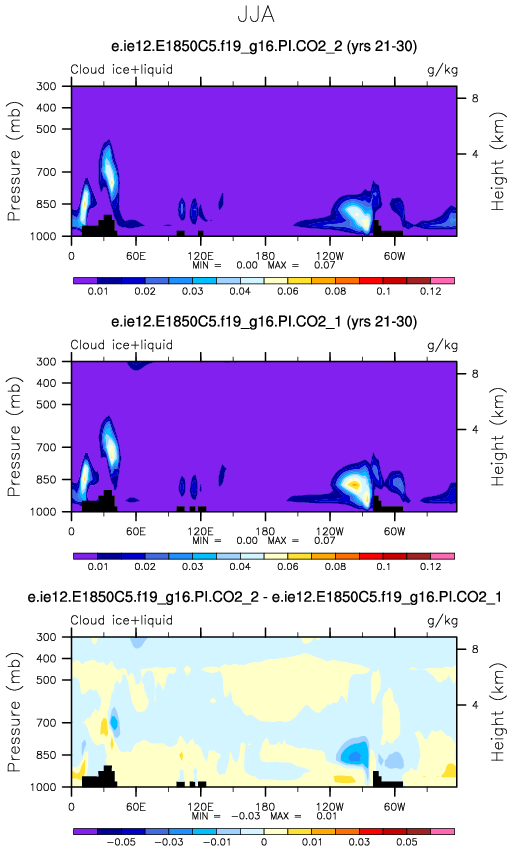 JJA
e.ie12.E1850C5.f19_g16.PI.CO2_2 (yrs 21-30)
Cloud ice+liquid g/kg
300
400
500
700
850
1000
Pressure (mb)
8
4
Height (km)
0 60E 120E 180 120W 60W
MIN = 0.00 MAX = 0.07
0.01 0.02 0.03 0.04 0.06 0.08 0.1 0.12
e.ie12.E1850C5.f19_g16.PI.CO2_1 (yrs 21-30)
Cloud ice+liquid g/kg
300
400
500
700
850
1000
Pressure (mb)
8
4
Height (km)
0 60E 120E 180 120W 60W
MIN = 0.00 MAX = 0.07
0.01 0.02 0.03 0.04 0.06 0.08 0.1 0.12
e.ie12.E1850C5.f19_g16.PI.CO2_2 - e.ie12.E1850C5.f19_g16.PI.CO2_1
Cloud ice+liquid g/kg
300
400
500
700
850
1000
Pressure (mb)
8
4
Height (km)
0 60E 120E 180 120W 60W
MIN = -0.03 MAX = 0.01
-0.05 -0.03 -0.01 0 0.01 0.03 0.05